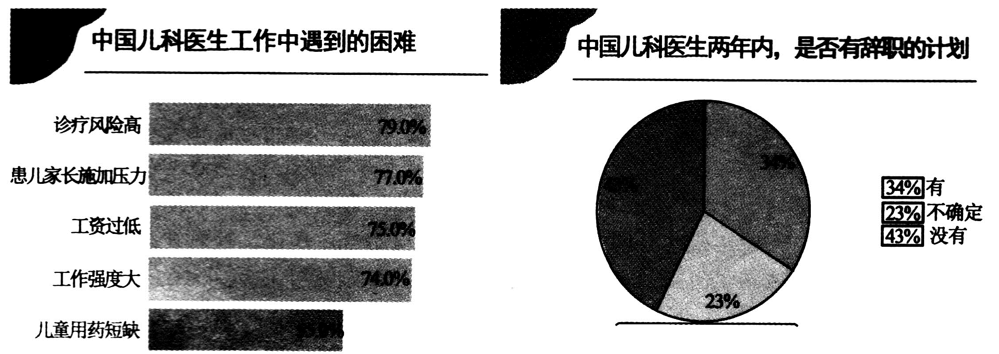 中国儿科医生工作中遇到的困难
诊疗风险高 79.0%
患儿家长施加压力 77.0%
工资过低 75.0%
工作强度大 74.0%
儿童用药短缺
中国儿科医生两年内，是否有辞职的计划
34%
23%
34% 有
23% 不确定
43% 没有